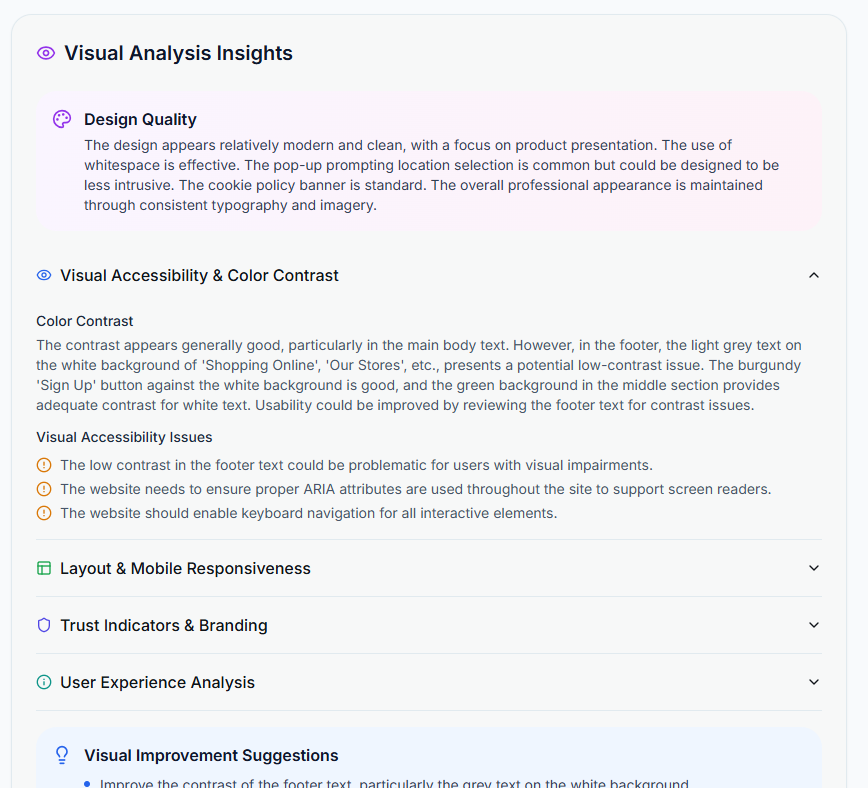 Visual Analysis Insights
Design Quality
The design appears relatively modern and clean, with a focus on product presentation. The use of
whitespace is effective. The pop-up prompting location selection is common but could be designed to be
less intrusive. The cookie policy banner is standard. The overall professional appearance is maintained
through consistent typography and imagery.
Visual Accessibility & Color Contrast
Color Contrast
The contrast appears generally good, particularly in the main body text. However, in the footer, the light grey text on
the white background of 'Shopping Online', 'Our Stores', etc., presents a potential low-contrast issue. The burgundy
'Sign Up' button against the white background is good, and the green background in the middle section provides
adequate contrast for white text. Usability could be improved by reviewing the footer text for contrast issues.
Visual Accessibility Issues
The low contrast in the footer text could be problematic for users with visual impairments.
The website needs to ensure proper ARIA attributes are used throughout the site to support screen readers.
The website should enable keyboard navigation for all interactive elements.
Layout & Mobile Responsiveness
Trust Indicators & Branding
User Experience Analysis
Visual Improvement Suggestions
Improve the contrast of the footer text, particularly the grey text on the white background.